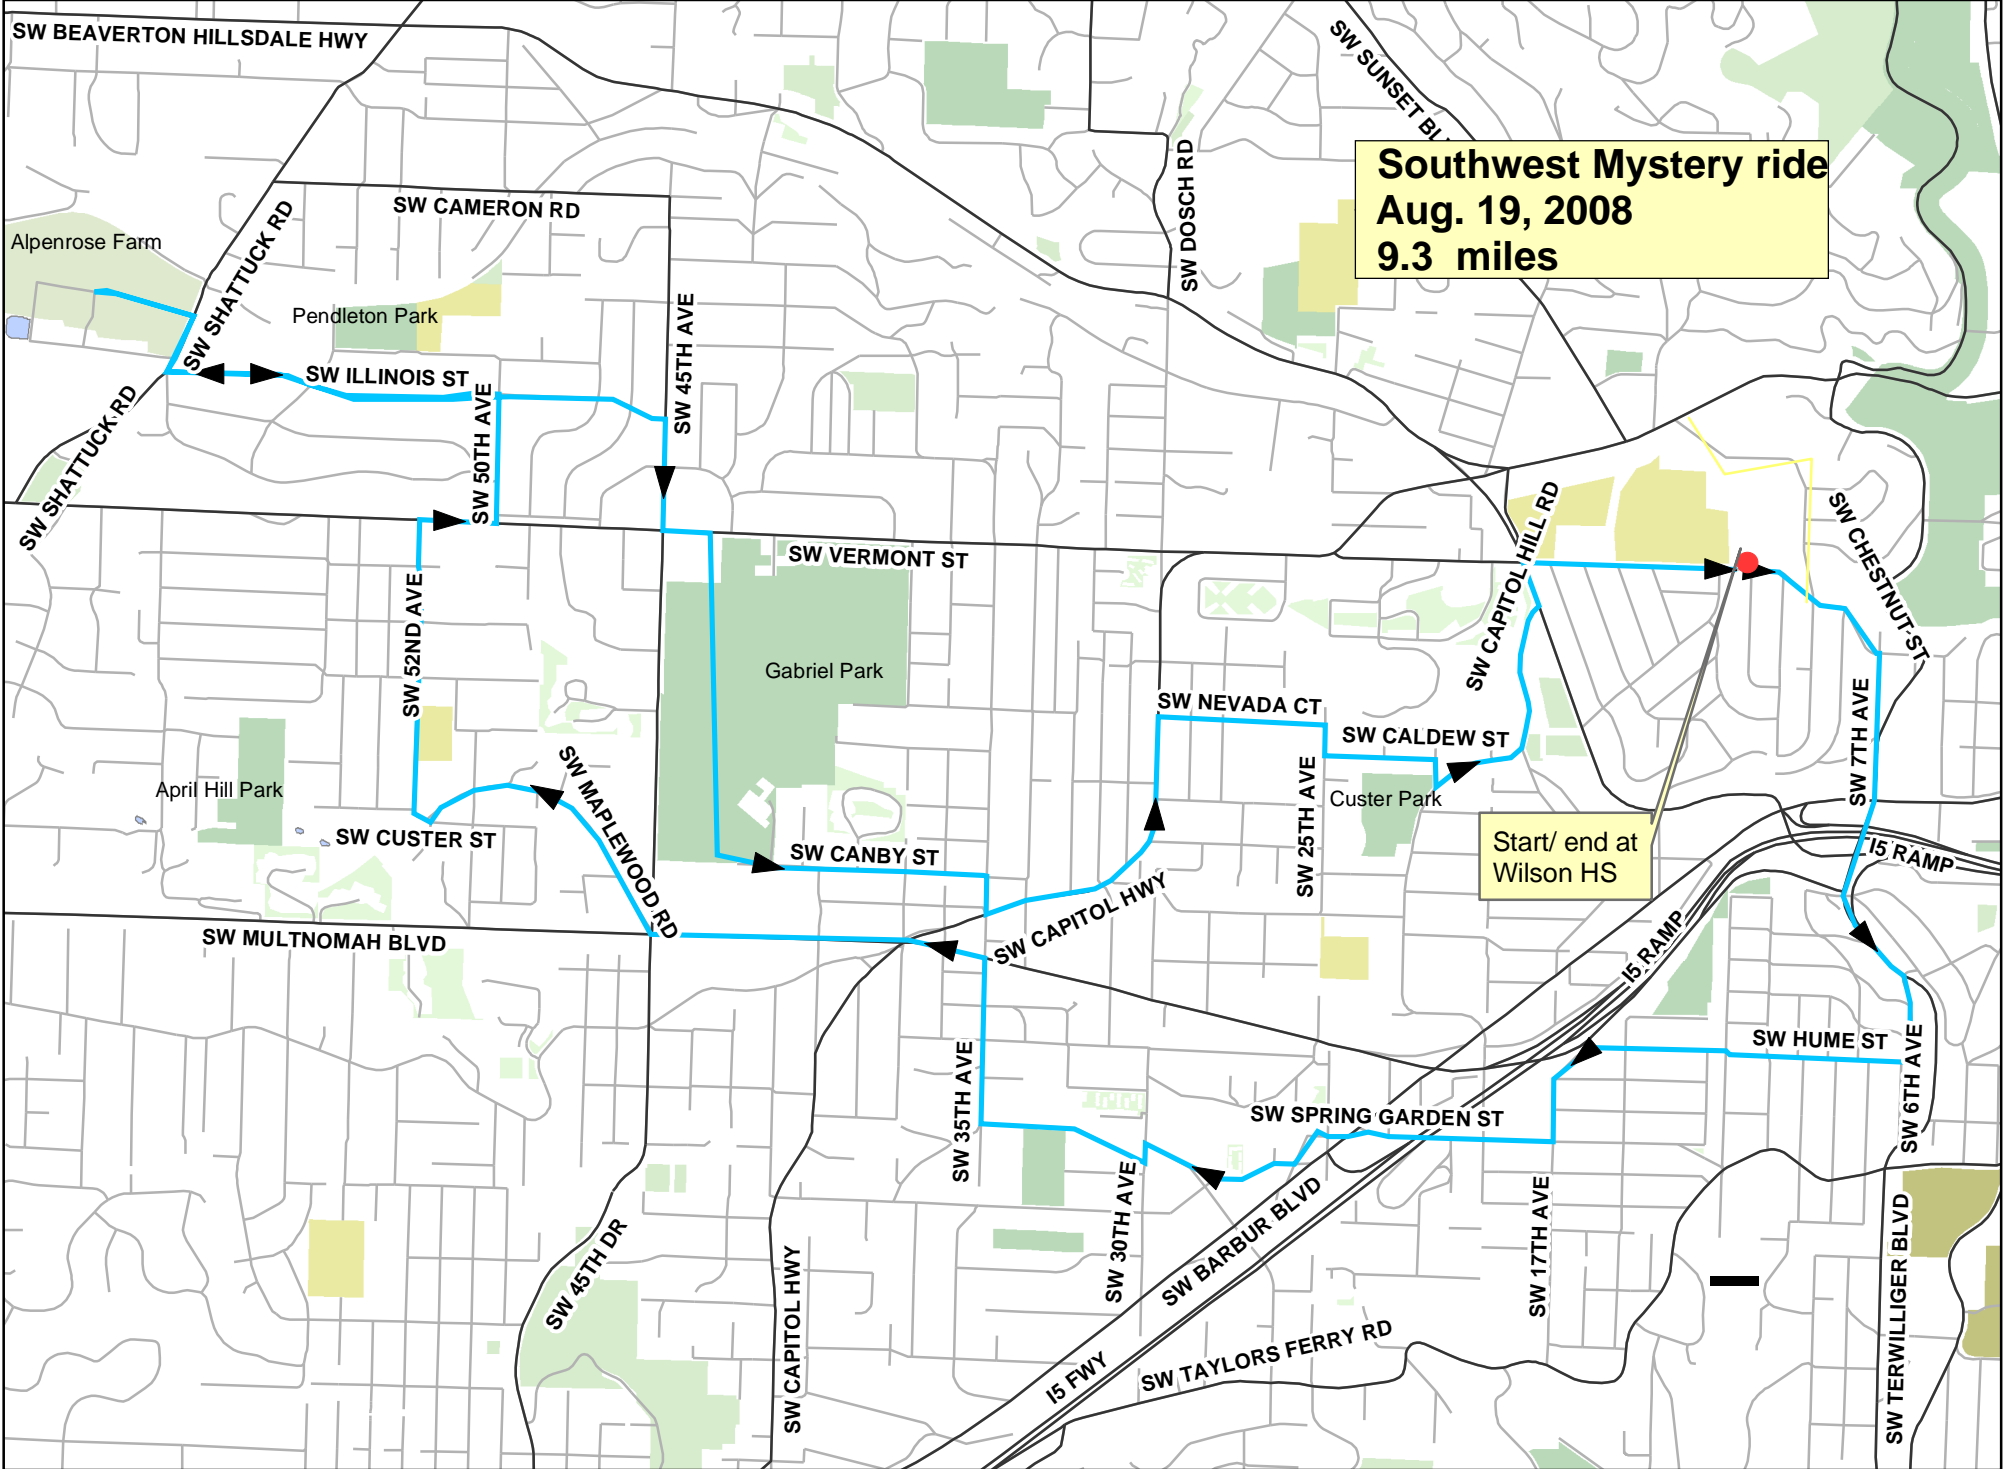 SW BEAVERTON HILLSDALE HWY
SW SUNSET BL
Southwest Mystery ride
Aug. 19, 2008
9.3 miles
SW DOSCH RD
SW CAMERON RD
SW SHATTUCK RD
Alpenrose Farm
Pendleton Park
SW 45TH AVE
SW ILLINOIS ST
SW 50TH AVE
SW SHATTUCK RD
SW VERMONT ST
SW CAPITOL HILL RD
SW CHESTNUT ST
SW 52ND AVE
Gabriel Park
SW NEVADA CT
SW CALDEW ST
SW 7TH AVE
SW MAPLEWOOD RD
April Hill Park
SW 25TH AVE
Custer Park
SW CUSTER ST
SW CANBY ST
Start/ end at
Wilson HS
I5 RAMP
SW CAPITOL HWY
SW MULTNOMAH BLVD
I5 RAMP
SW HUME ST
SW 35TH AVE
SW SPRING GARDEN ST
SW 6TH AVE
SW 30TH AVE
SW BARBUR BLVD
SW 17TH AVE
SW 45TH DR
SW CAPITOL HWY
SW TERWILLIGER BLVD
I5 FWY
SW TAYLORS FERRY RD